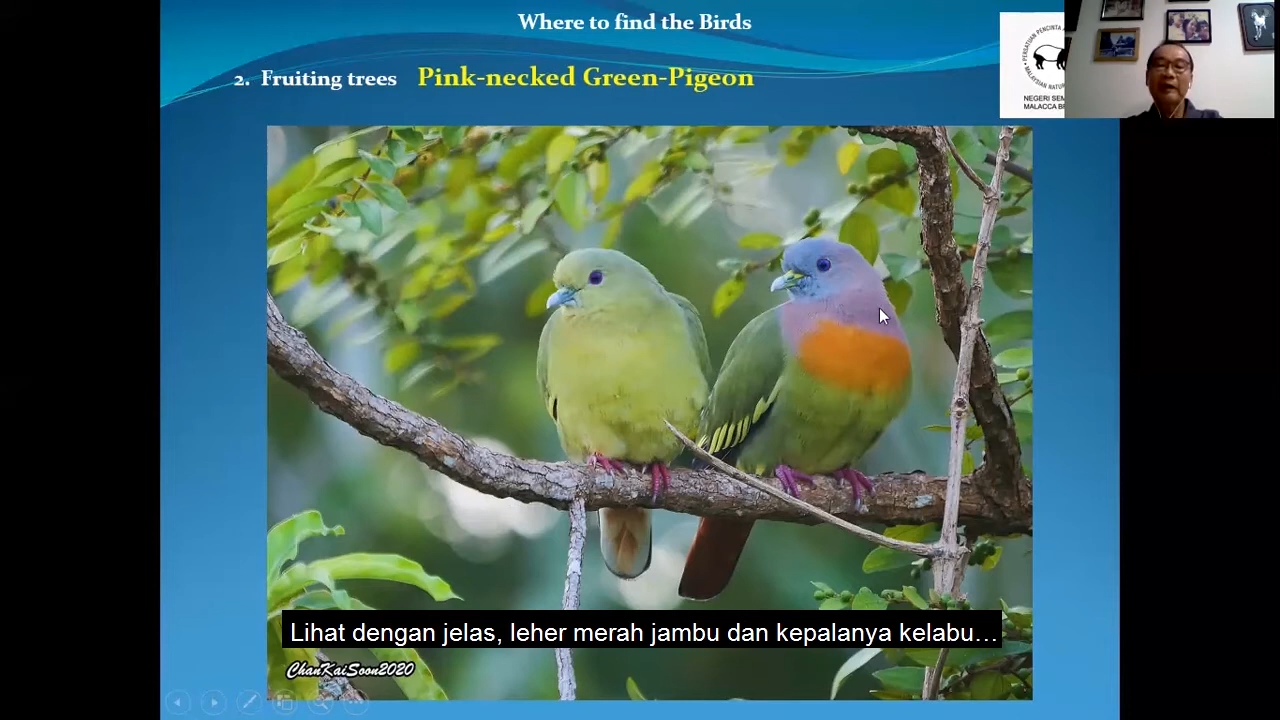 Where to find the Birds
2. Fruiting trees Pink-necked Green-Pigeon
NEGERI SEM
MALACCA B
Lihat dengan jelas, leher merah jambu dan kepalanya kelabu…
ChanKaiSoon2020